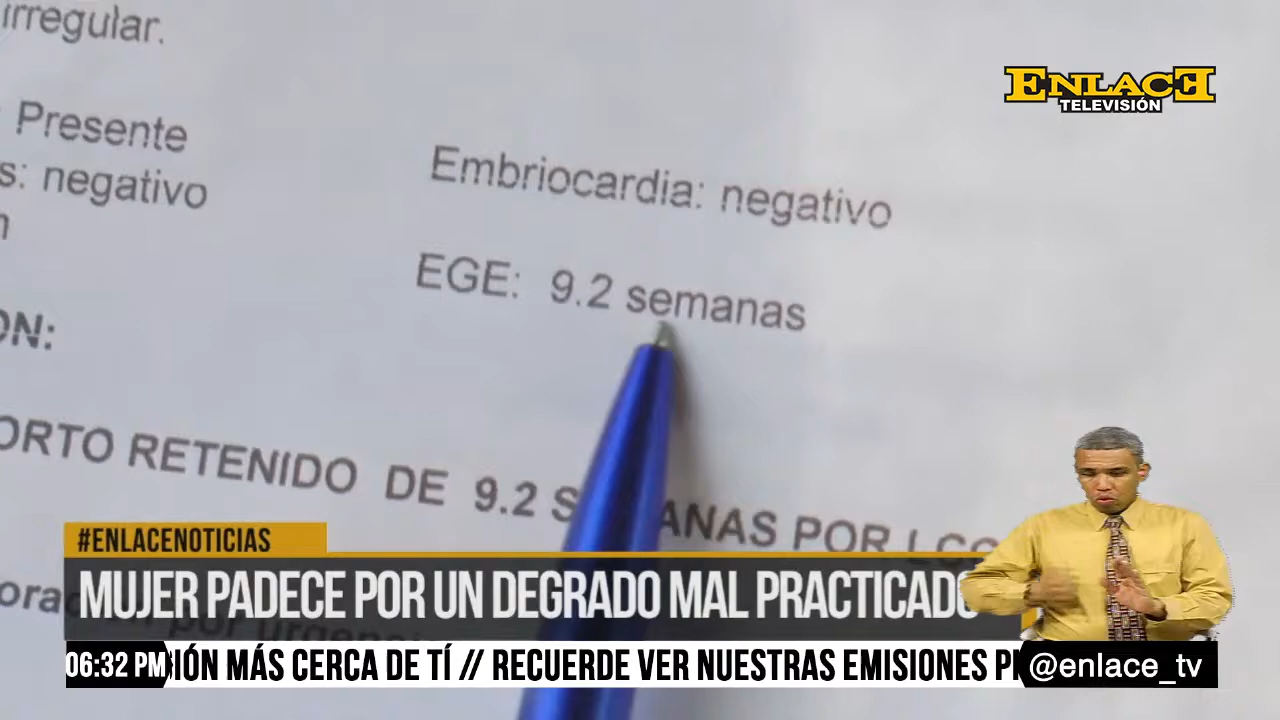 irregular.
ENLACE
TELEVISIÓN
Presente
s: negativo
Embriocardia: negativo
EGE: 9.2 semanas
ON:
ORTO RETENIDO DE 9.2 S ANAS POR LCC
#ENLACENOTICIAS
MUJER PADECE POR UN DEGRADO MAL PRACTICADO
06:32 PM IÓN MÁS CERCA DE TÍ // RECUERDE VER NUESTRAS EMISIONES
@enlace_tv